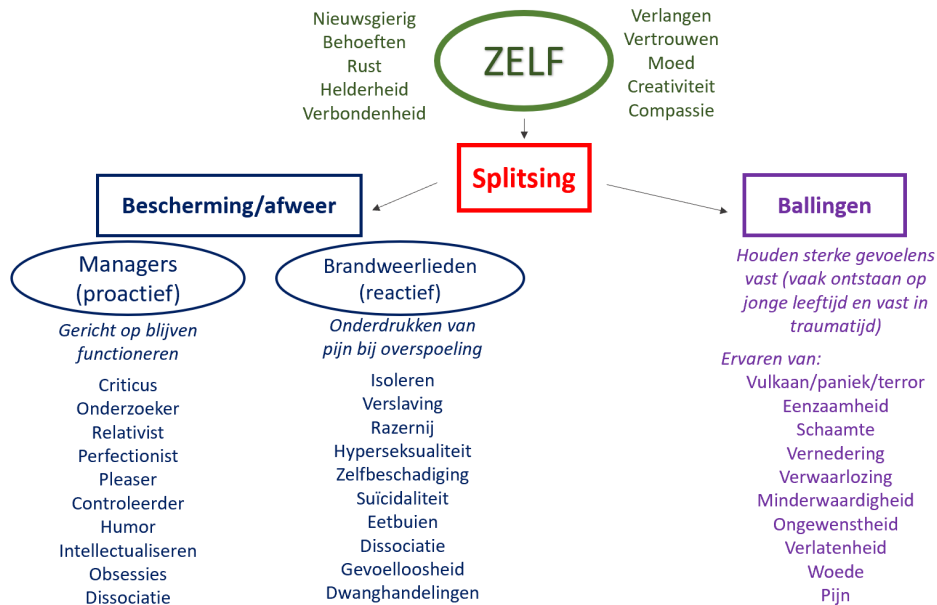 Nieuwsgierig
Behoeften
Rust
Helderheid
Verbondenheid
ZELF
Verlangen
Vertrouwen
Moed
Creativiteit
Compassie
Splitsing
Bescherming/afweer
Managers
(proactief)
Gericht op blijven
functioneren
Criticus
Onderzoeker
Relativist
Perfectionist
Pleaser
Controleerder
Humor
Intellectualiseren
Obsessies
Dissociatie
Brandweerlieden
(reactief)
Onderdrukken van
pijn bij overspoeling
Isoleren
Verslaving
Razernij
Hyperseksualiteit
Zelfbeschadiging
Suïcidaliteit
Eetbuien
Dissociatie
Gevoelloosheid
Dwanghandelingen
Ballingen
Houden sterke gevoelens
vast (vaak ontstaan op
jonge leeftijd en vast in
traumatijd)
Ervaren van:
Vulkaan/paniek/terror
Eenzaamheid
Schaamte
Vernedering
Verwaarlozing
Minderwaardigheid
Ongewenstheid
Verlatenheid
Woede
Pijn